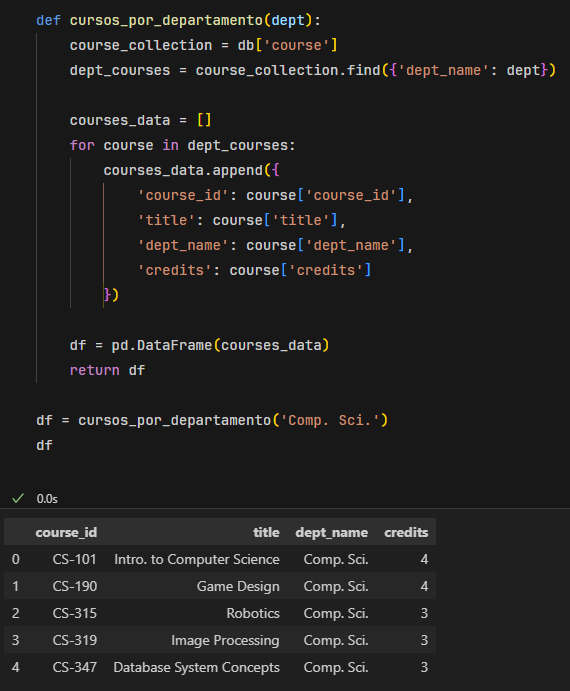 def cursos_por_departamento(dept):
    course_collection = db['course']
    dept_courses = course_collection.find({'dept_name': dept})
    courses_data = []
    for course in dept_courses:
        courses_data.append({
            'course_id': course['course_id'],
            'title': course['title'],
            'dept_name': course['dept_name'],
            'credits': course['credits']
        })
    df = pd.DataFrame(courses_data)
    return df
df = cursos_por_departamento('Comp. Sci.')
df
0.0s
course_id title dept_name credits
0 CS-101 Intro. to Computer Science Comp. Sci. 4
1 CS-190 Game Design Comp. Sci. 4
2 CS-315 Robotics Comp. Sci. 3
3 CS-319 Image Processing Comp. Sci. 3
4 CS-347 Database System Concepts Comp. Sci. 3